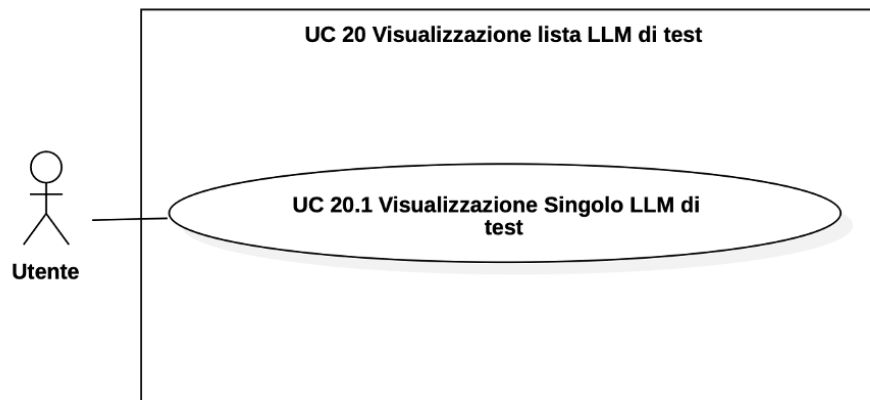 UC 20 Visualizzazione lista LLM di test
UC 20.1 Visualizzazione Singolo LLM di
test
Utente